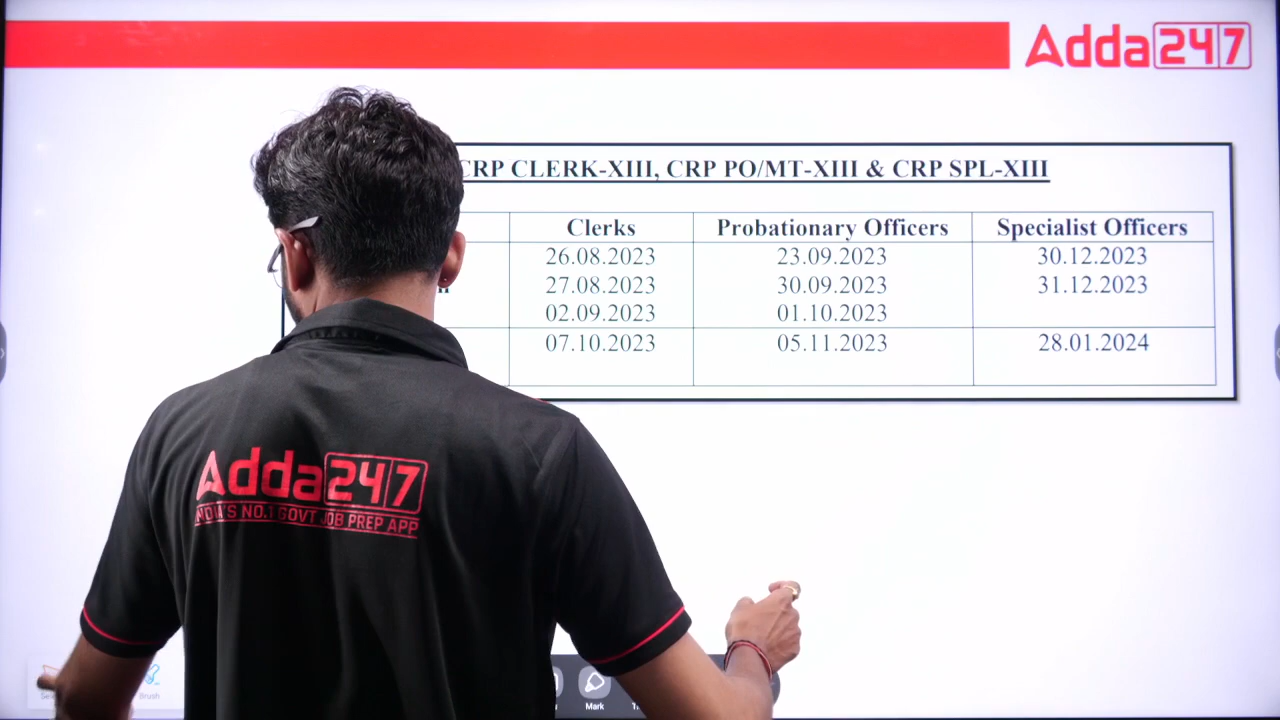 Adda247
CRP CLERK-XIII, CRP PO/MT-XIII & CRP SPL-XIII
Clerks Probationary Officers Specialist Officers
26.08.2023 23.09.2023 30.12.2023
27.08.2023 30.09.2023 31.12.2023
02.09.2023 01.10.2023
07.10.2023 05.11.2023 28.01.2024
Adda247
INDIA'S NO.1 GOVT JOB PREP APP
Brush
Mark